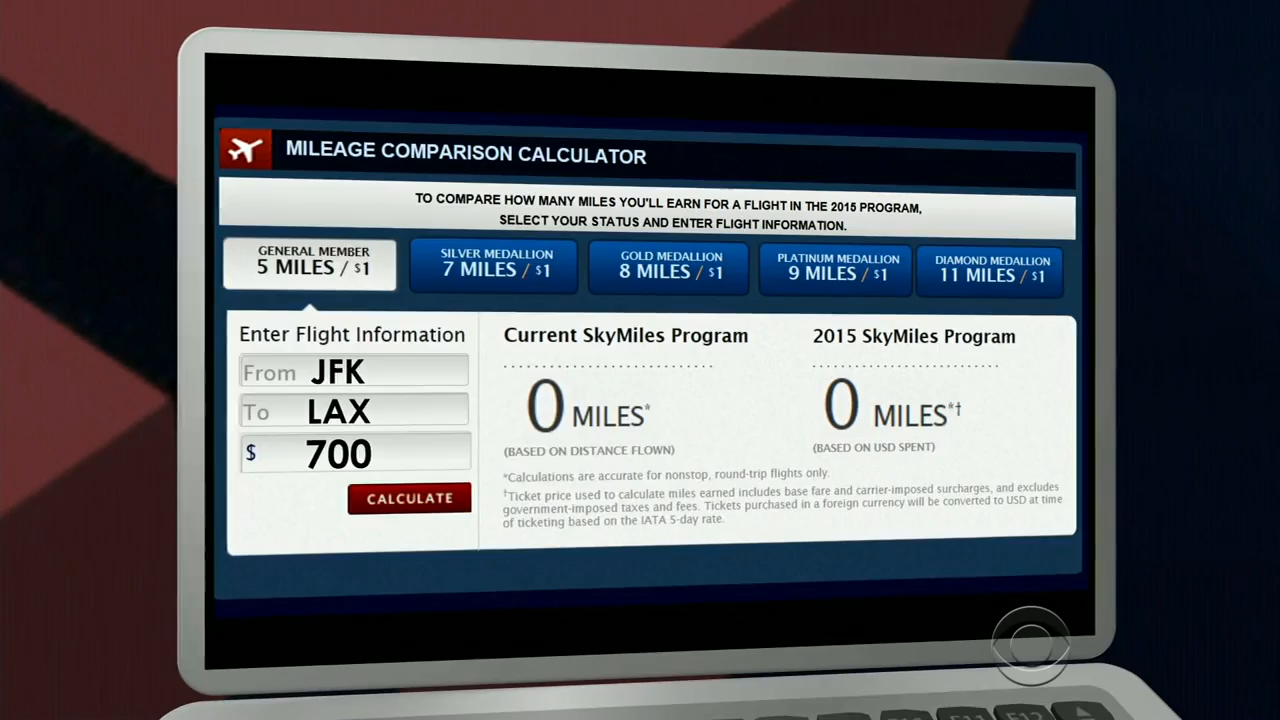 MILEAGE COMPARISON CALCULATOR
TO COMPARE HOW MANY MILES YOU'LL EARN FOR A FLIGHT IN THE 2015 PROGRAM,
SELECT YOUR STATUS AND ENTER FLIGHT INFORMATION.
GENERAL MEMBER
5 MILES / $1
SILVER MEDALLION
7 MILES / $1
GOLD MEDALLION
8 MILES / $1
PLATINUM MEDALLION
9 MILES / $1
DIAMOND MEDALLION
11 MILES / $1
Enter Flight Information
From JFK
To LAX
$ 700
CALCULATE
Current SkyMiles Program
0 MILES*
(BASED ON DISTANCE FLOWN)
2015 SkyMiles Program
0 MILES*†
(BASED ON USD SPENT)
*Calculations are accurate for nonstop, round-trip flights only.
†Ticket price used to calculate miles earned includes base fare and carrier-imposed surcharges, and excludes
government-imposed taxes and fees. Tickets purchased in a foreign currency will be converted to USD at time
of ticketing based on the IATA 5-day rate.
F11
F12